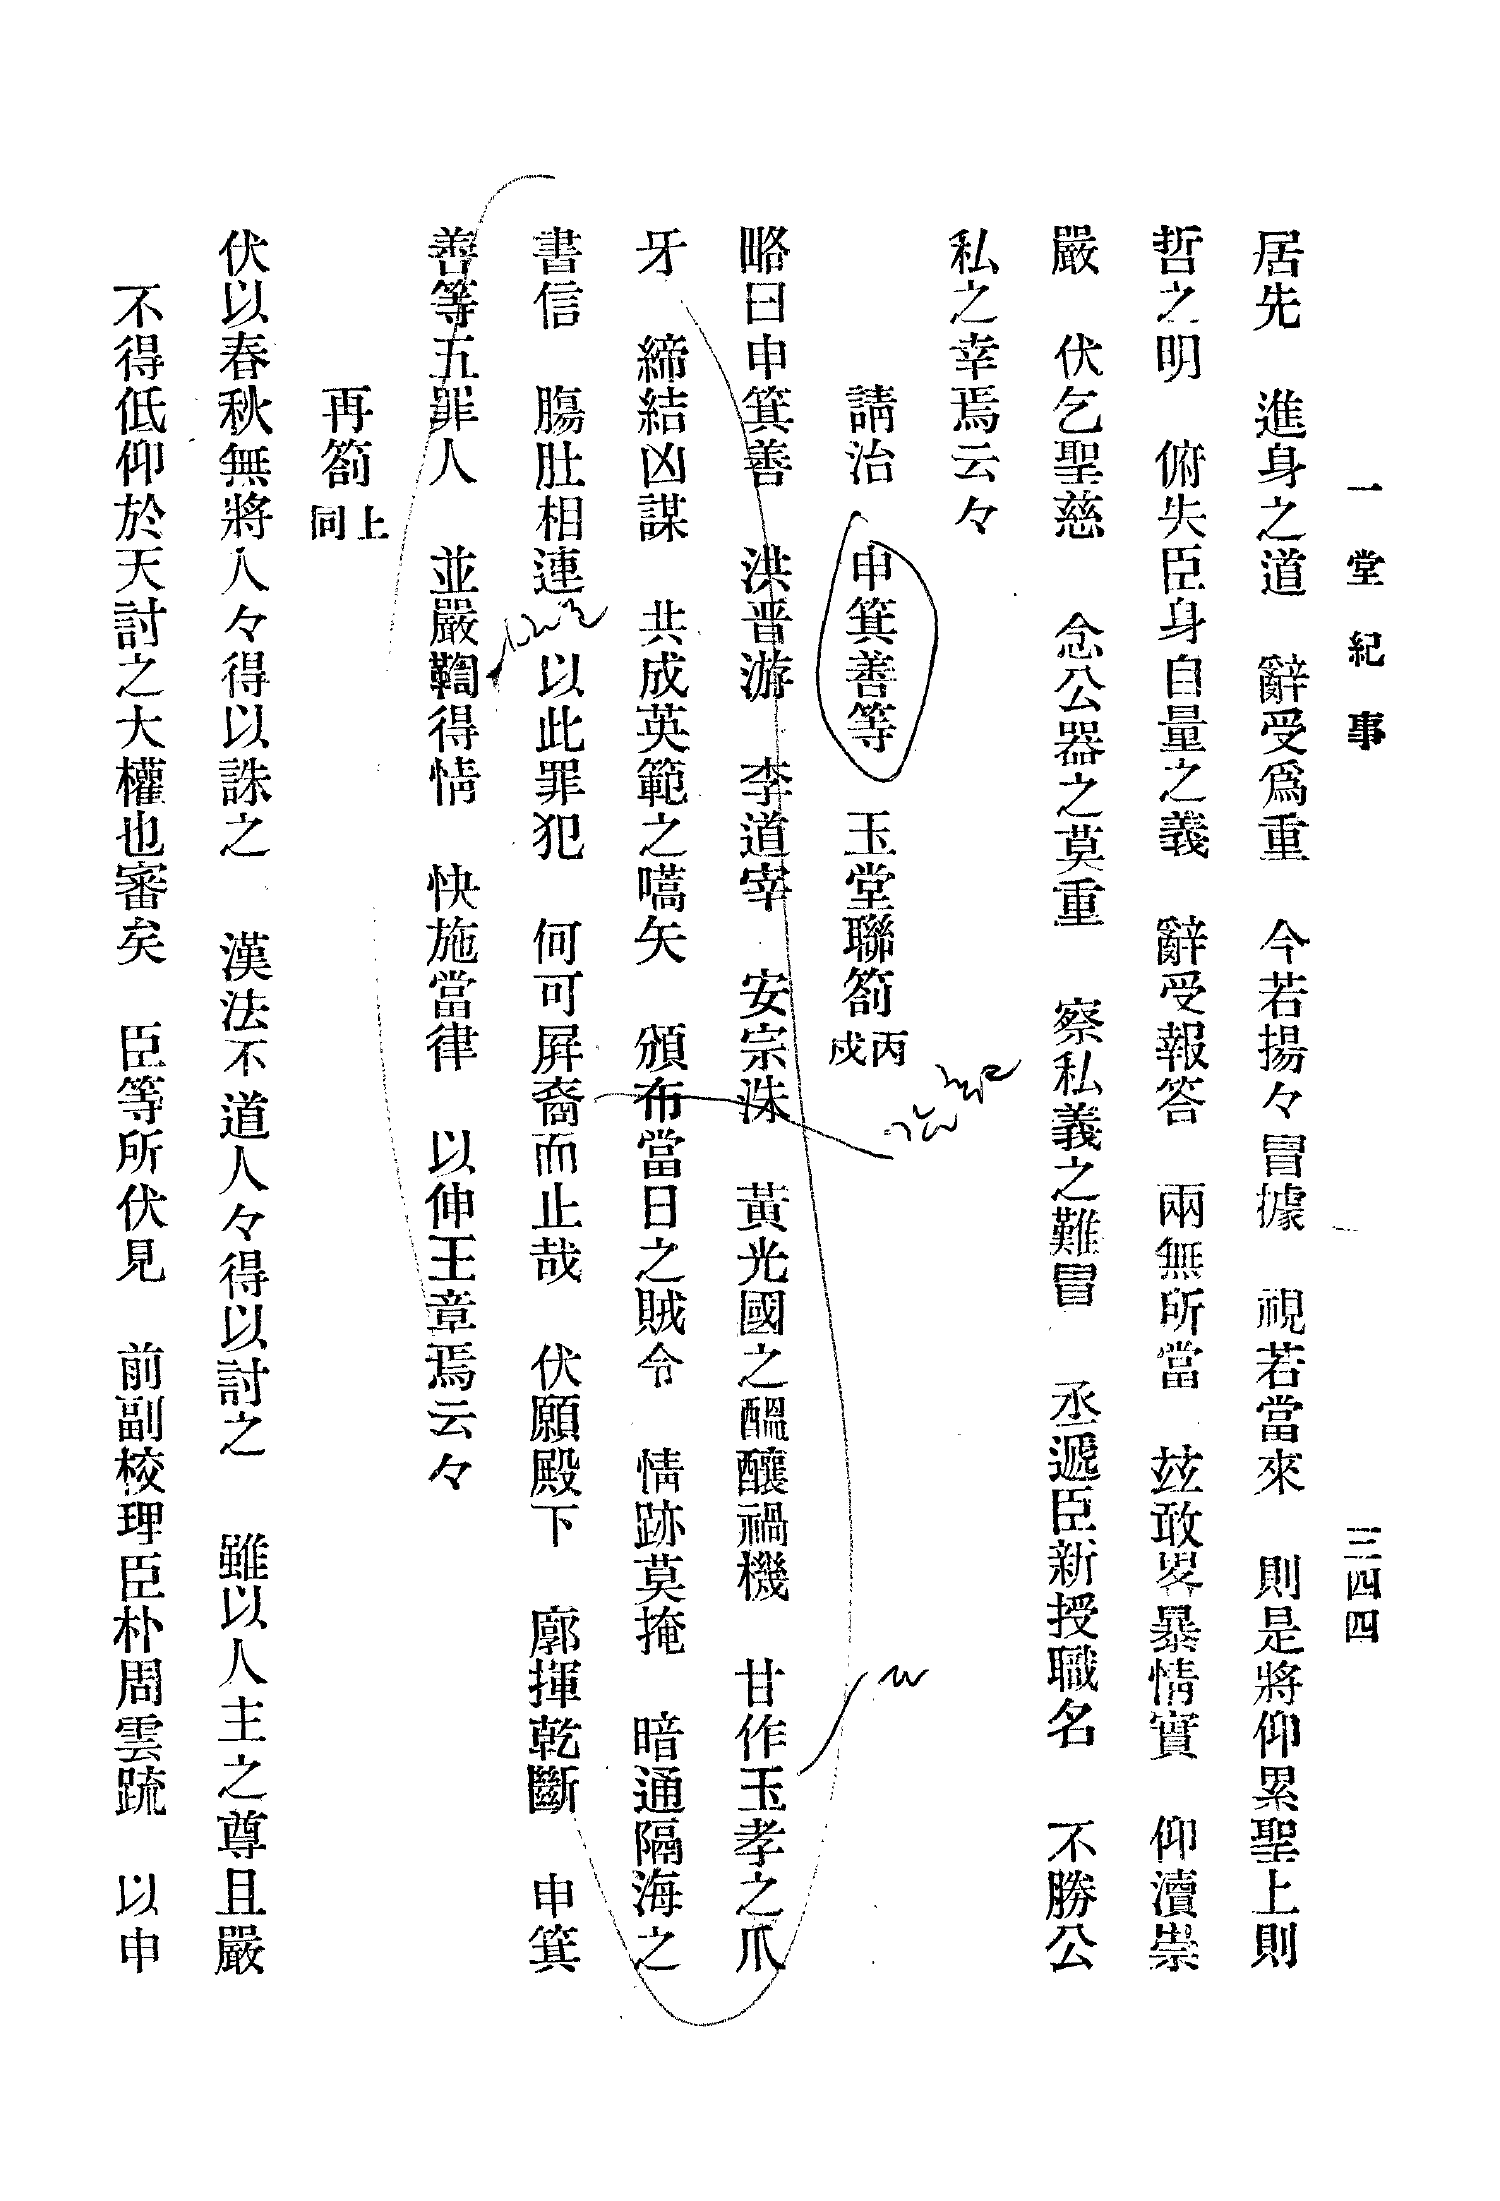 一堂紀事　三四四
居先　進身之道　辭受爲重　今若揚々冒據　視若當來　則是將仰累聖上則
哲之明　俯失臣身自量之義　辭受報答　兩無所當　玆敢畧暴情實　仰瀆崇
嚴　伏乞聖慈　念公器之莫重　察私義之難冒　丞遞臣新授職名　不勝公
私之幸焉云々
請治　申箕善等　玉堂聯箚丙戌
略曰申箕善　洪晋游　李道宰　安宗洙　黃光國之醞釀禍機　甘作玉孝之爪
牙　締結凶謀　共成英範之嚆矢　頒布當日之賊令　情跡莫掩　暗通隔海之
書信　膓肚相連　以此罪犯　何可屛裔而止哉　伏願殿下　廓揮乾斷　申箕
善等五罪人　並嚴鞫得情　快施當律　以伸王章焉云々
再箚同上
伏以春秋無將人々得以誅之　漢法不道人々得以討之　雖以人主之尊且嚴
不得低仰於天討之大權也審矣　臣等所伏見　前副校理臣朴周雲疏　以申